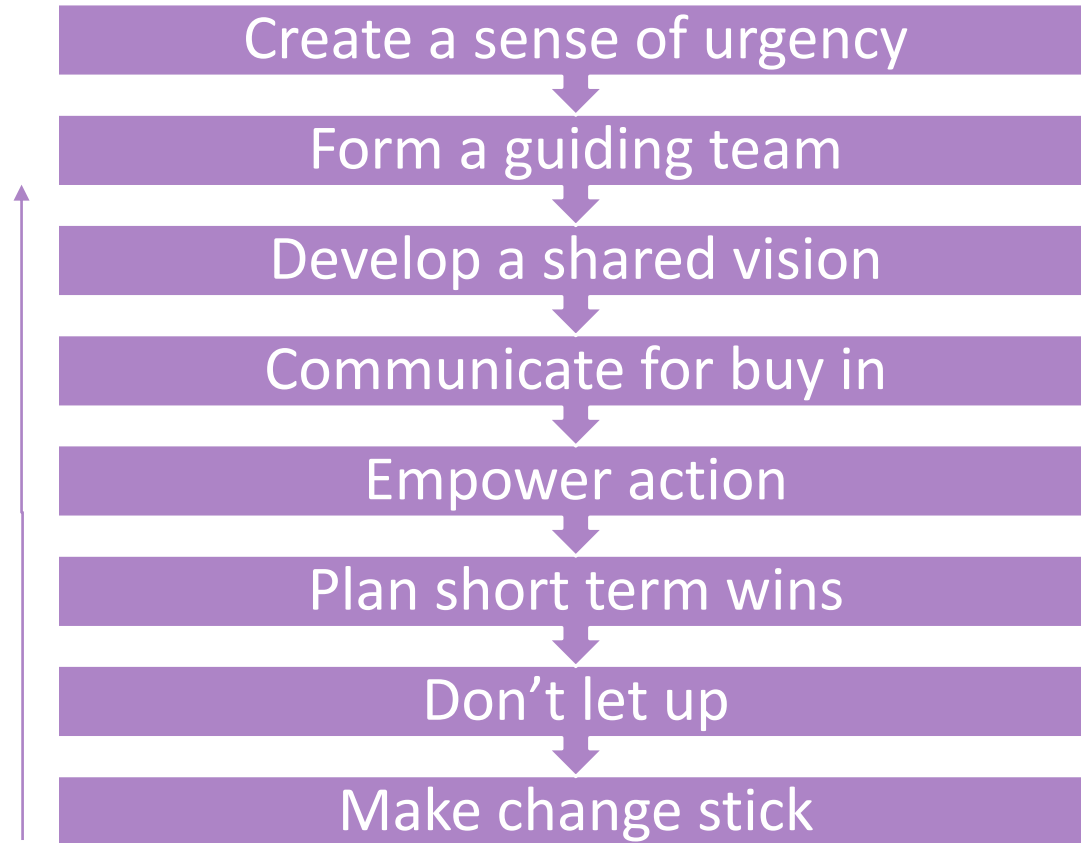 Create a sense of urgency
Form a guiding team
Develop a shared vision
Communicate for buy in
Empower action
Plan short term wins
Don’t let up
Make change stick